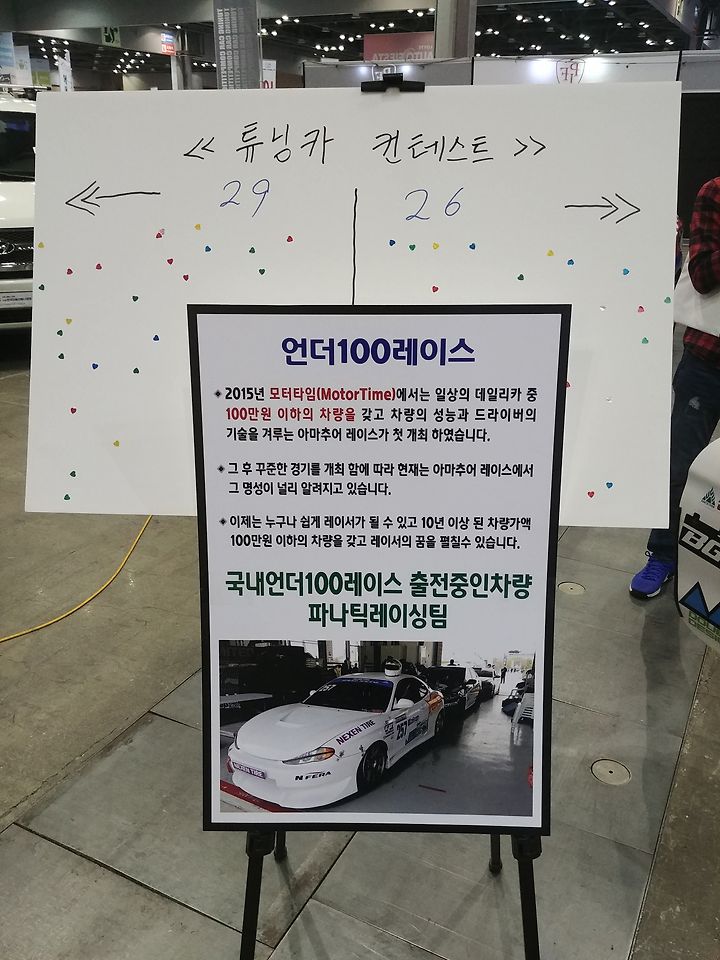 AUTO FIESTA
<< 튜닝카 컨테스트 >>
29 26
언더100레이스
2015년 모터타임(MotorTime)에서는 일상의 데일리카 중
100만원 이하의 차량을 갖고 차량의 성능과 드라이버의
기술을 겨루는 아마추어 레이스가 첫 개최 하였습니다.
그 후 꾸준한 경기를 개최 함에 따라 현재는 아마추어 레이스에서
그 명성이 널리 알려지고 있습니다.
이제는 누구나 쉽게 레이서가 될 수 있고 10년 이상 된 차량가액
100만원 이하의 차량을 갖고 레이서의 꿈을 펼칠수 있습니다.
국내언더100레이스 출전중인차량
파나틱레이싱팀
257
NEXEN TIRE
257
NEXEN TIRE
N'FERA